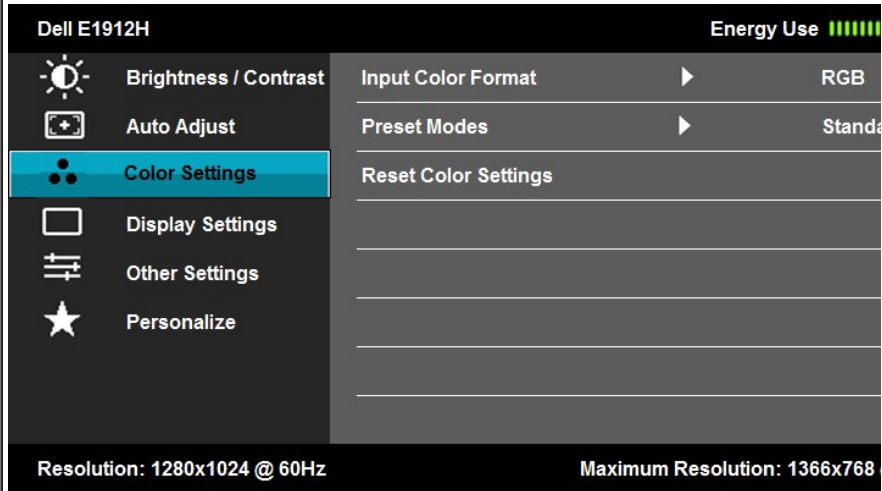 Dell E1912H Energy Use
Brightness / Contrast Input Color Format RGB
Auto Adjust Preset Modes Standa
Color Settings Reset Color Settings
Display Settings
Other Settings
Personalize
Resolution: 1280x1024 @ 60Hz Maximum Resolution: 1366x768